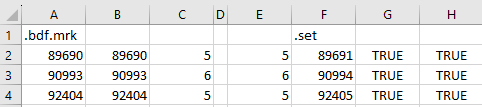 A B C D E F G H
1 .bdf.mrk .set
2 89690 89690 5 5 89691 TRUE TRUE
3 90993 90993 6 6 90994 TRUE TRUE
4 92404 92404 5 5 92405 TRUE TRUE